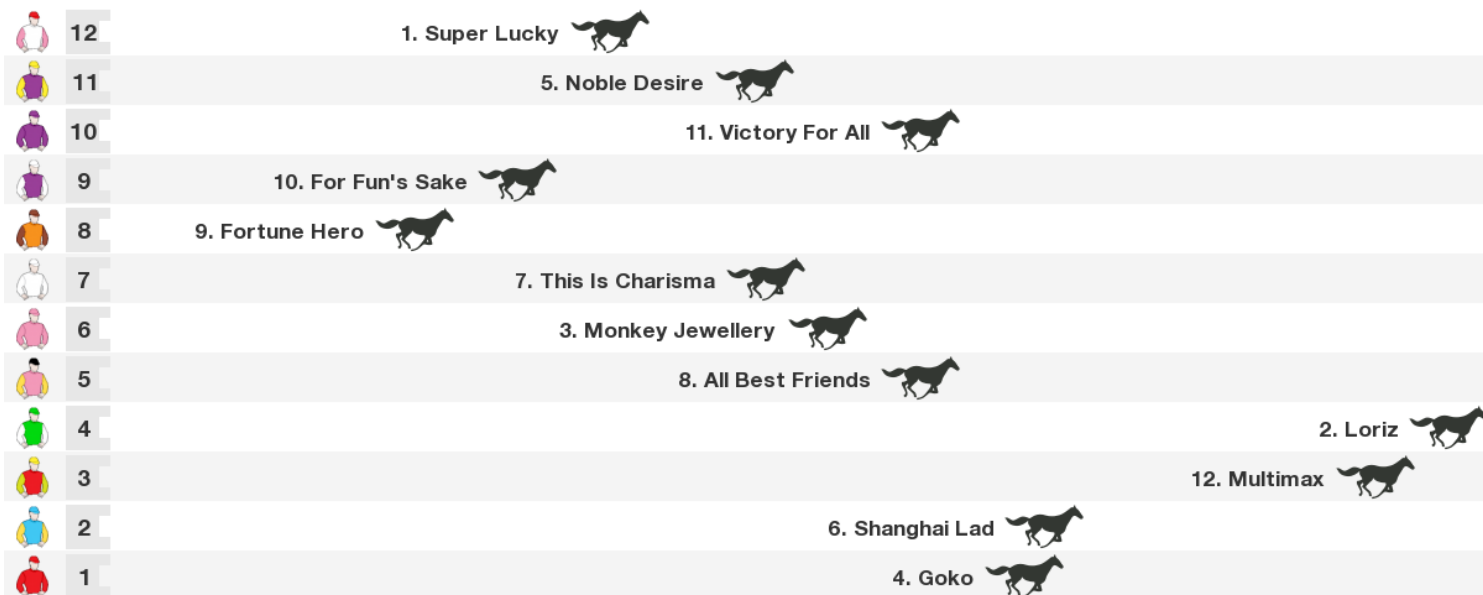 12 1. Super Lucky
11 5. Noble Desire
10 11. Victory For All
9 10. For Fun's Sake
8 9. Fortune Hero
7 7. This Is Charisma
6 3. Monkey Jewellery
5 8. All Best Friends
4 2. Loriz
3 12. Multimax
2 6. Shanghai Lad
1 4. Goko